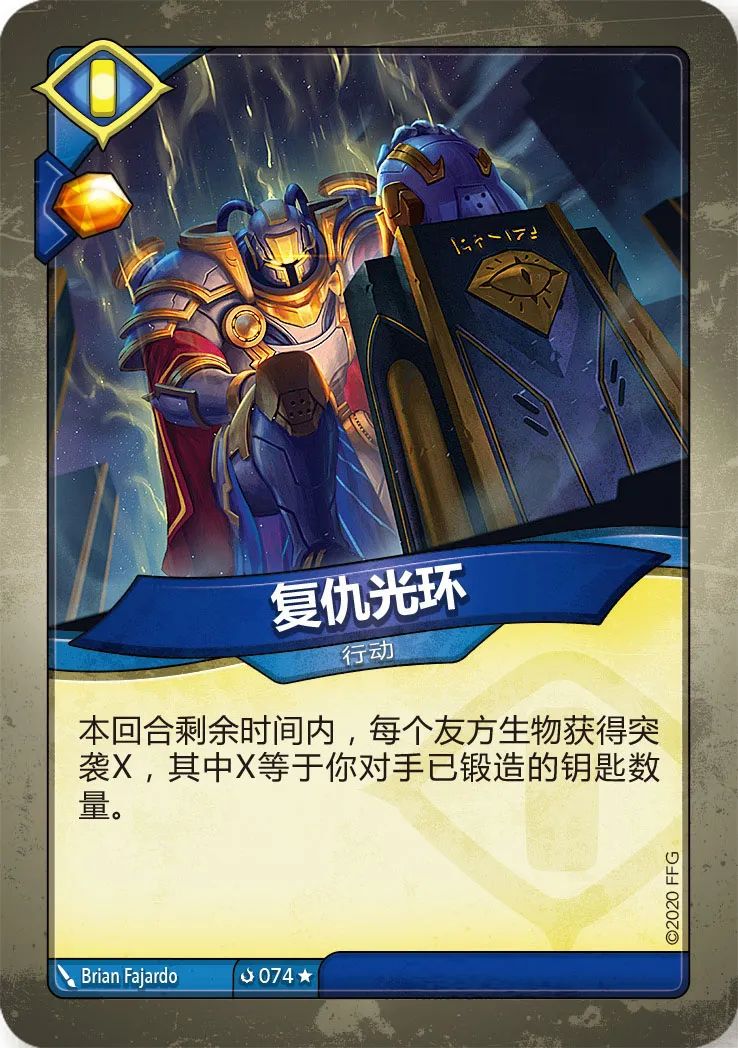 复仇光环
行动
本回合剩余时间内，每个友方生物获得突
袭X，其中X等于你对手已锻造的钥匙数
量。
©2020 FFG
Brian Fajardo
074